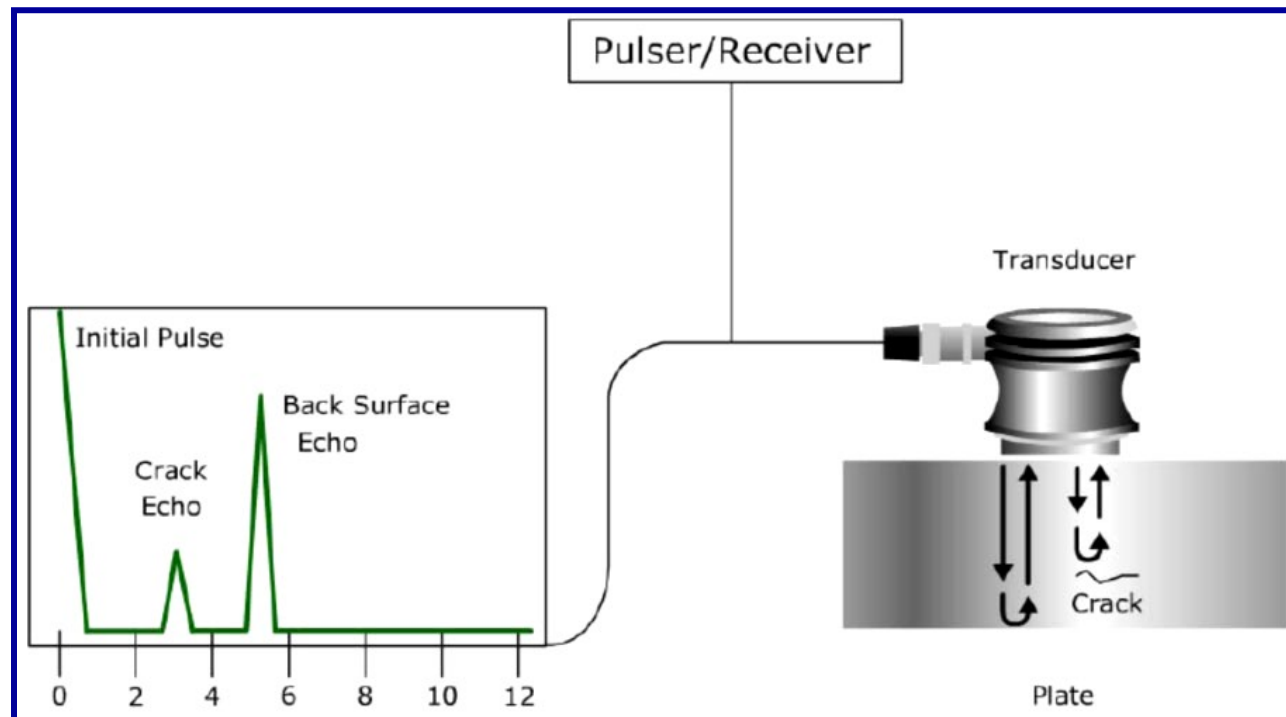 Pulser/Receiver
Transducer
Initial Pulse
Back Surface
Echo
Crack
Echo
Crack
0 2 4 6 8 10 12
Plate